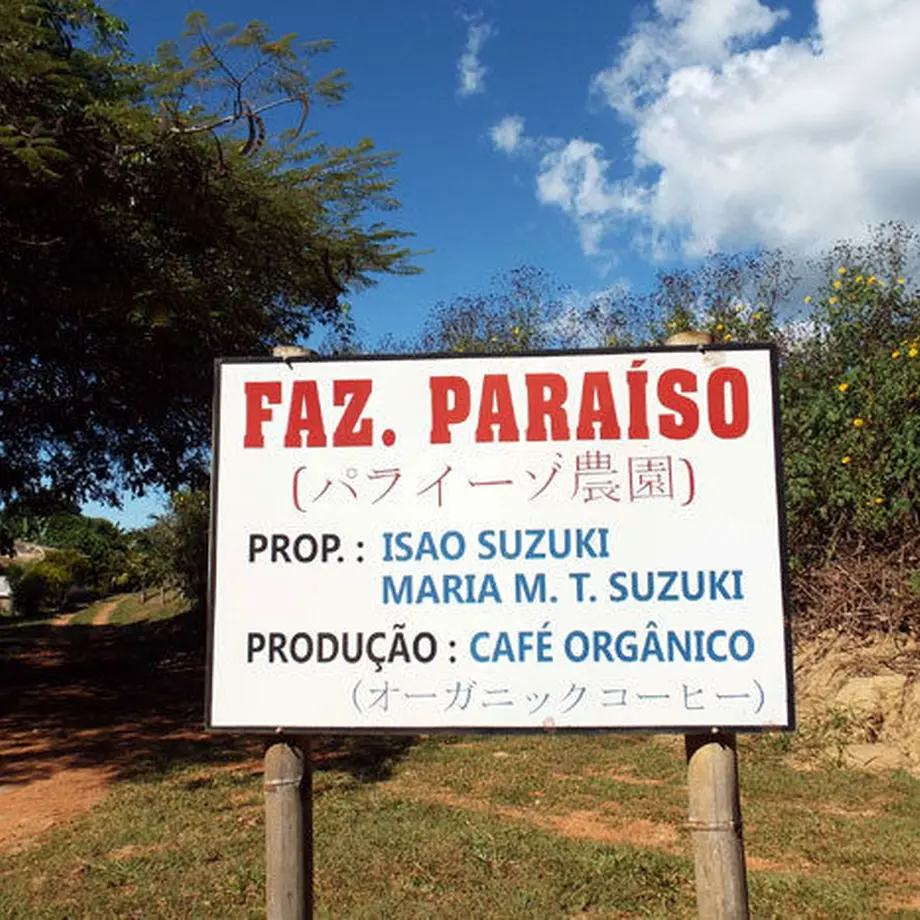 FAZ. PARAÍSO
(パライーゾ農園)
PROP. : ISAO SUZUKI
MARIA M. T. SUZUKI
PRODUÇÃO : CAFÉ ORGÂNICO
(オーガニックコーヒー)